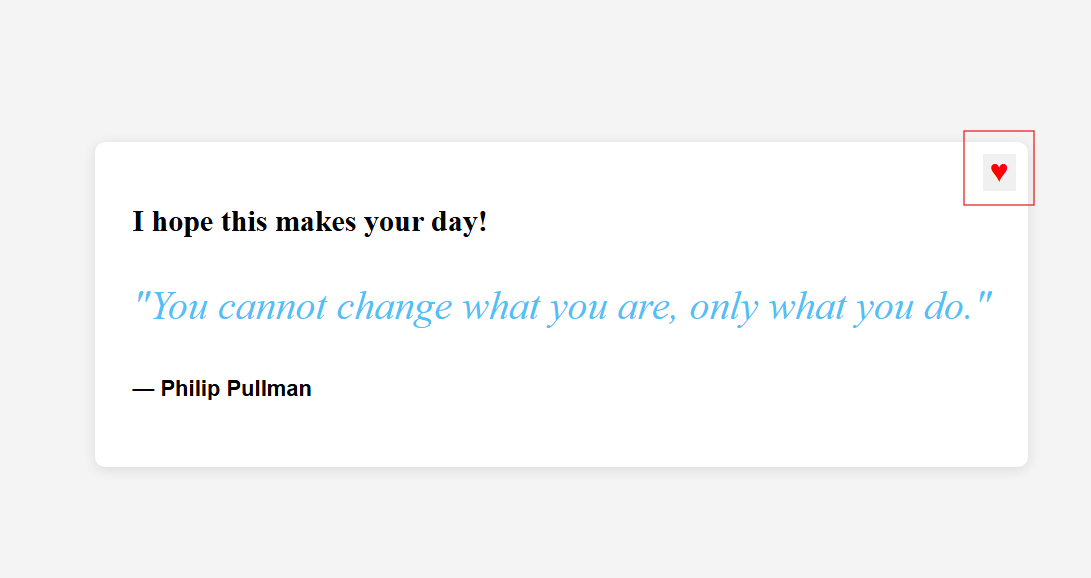 I hope this makes your day!
"You cannot change what you are, only what you do."
— Philip Pullman